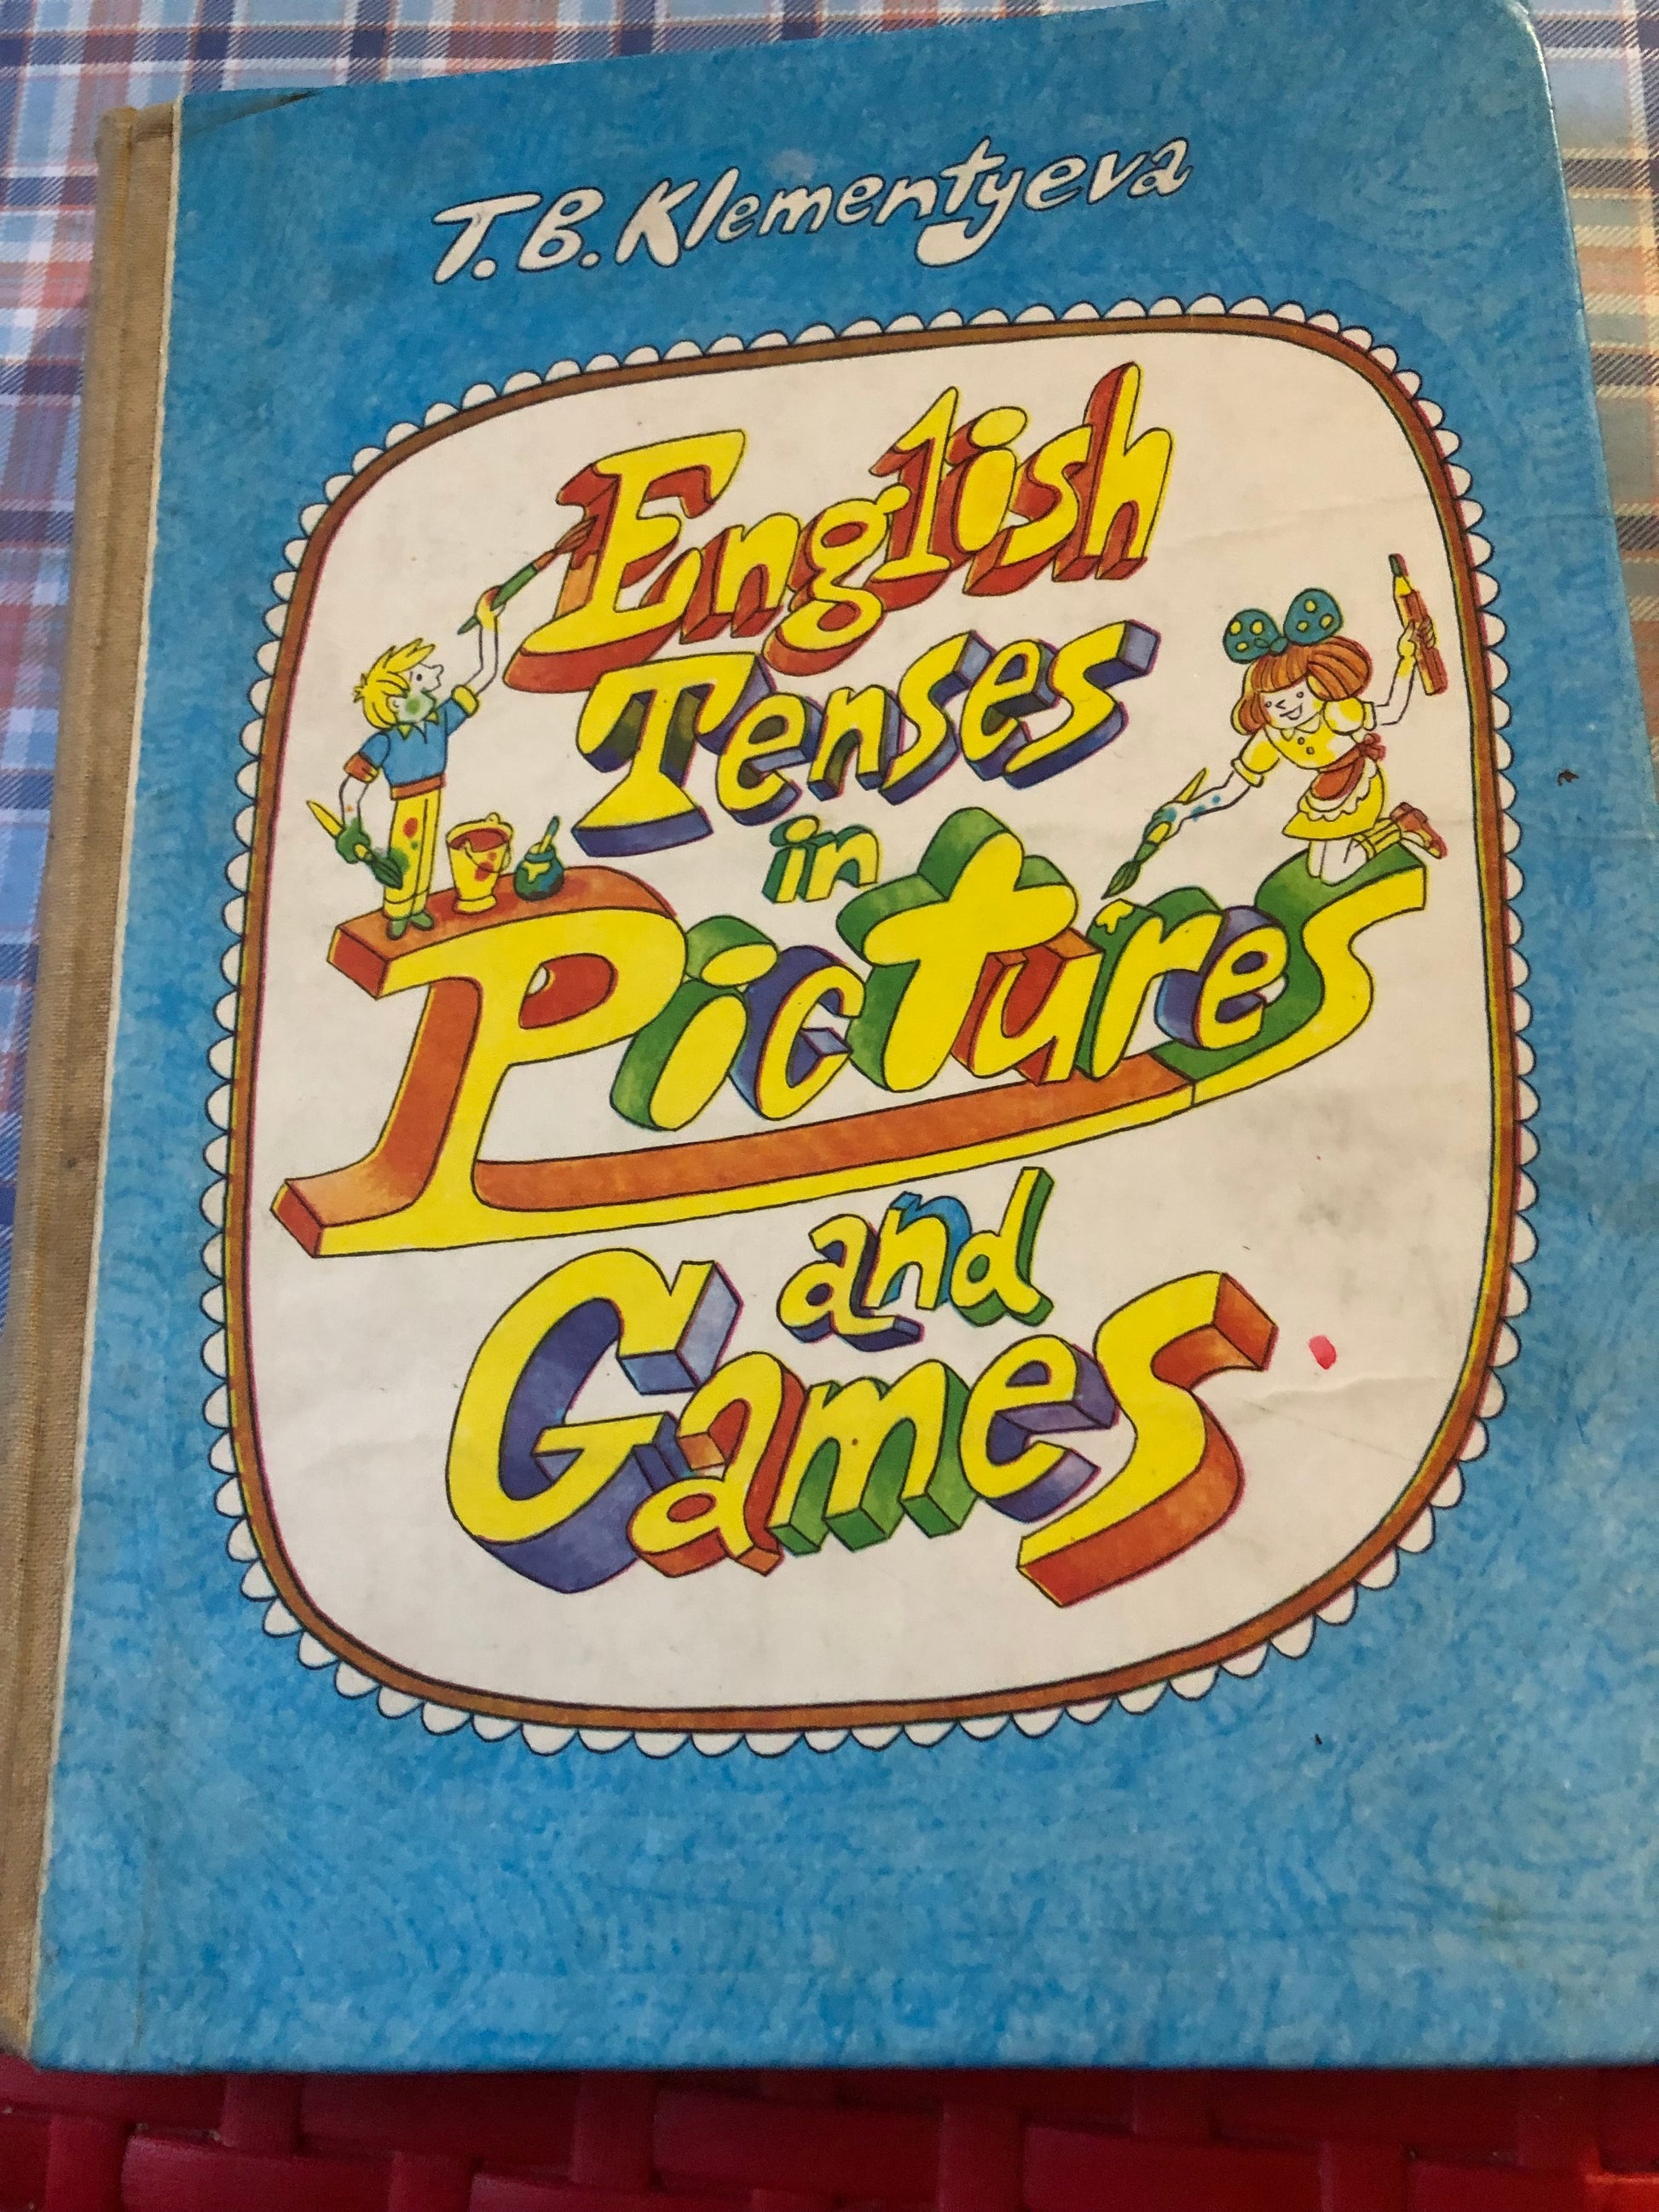 T.B. Klementyeva
English
Tenses
in
Pictures
and
Games